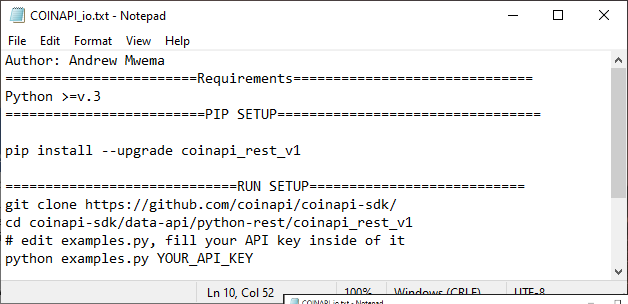 COINAPI_io.txt - Notepad
File Edit Format View Help
Author: Andrew Mwema
========================Requirements==============================
Python >=v.3
=========================PIP SETUP=================================
pip install --upgrade coinapi_rest_v1
=============================RUN SETUP===========================
git clone https://github.com/coinapi/coinapi-sdk/
cd coinapi-sdk/data-api/python-rest/coinapi_rest_v1
# edit examples.py, fill your API key inside of it
python examples.py YOUR_API_KEY
Ln 10, Col 52 100% Windows (CRLF) UTF-8
COINAPI_io.txt - Notepad